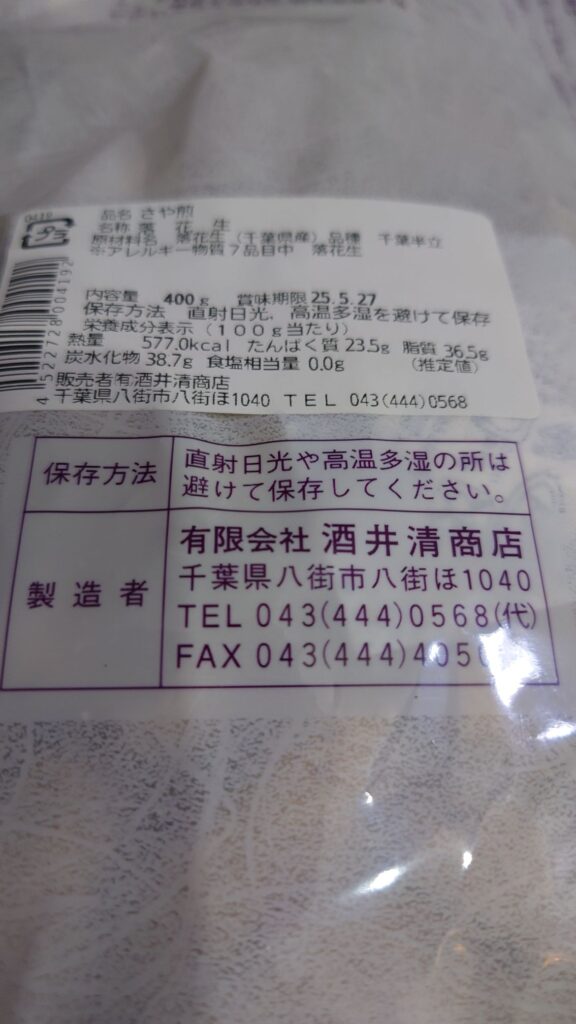 0419
プラ
品名 さや煎
名称 落 花 生
原材料名 落花生（千葉県産）品種 千葉半立
※アレルギー物質７品目中 落花生
内容量 400g 賞味期限 25.5.27
保存方法 直射日光、高温多湿を避けて保存
栄養成分表示（100g当たり）
熱量 577.0kcal たんぱく質 23.5g 脂質 36.5g
炭水化物 38.7g 食塩相当量 0.0g （推定値）
販売者㈲酒井清商店
千葉県八街市八街ほ1040 TEL 043(444)0568
4 522728 004192
保存方法
直射日光や高温多湿の所は
避けて保存してください。
製造者
有限会社 酒井清商店
千葉県八街市八街ほ1040
TEL 043(444)0568(代)
FAX 043(444)